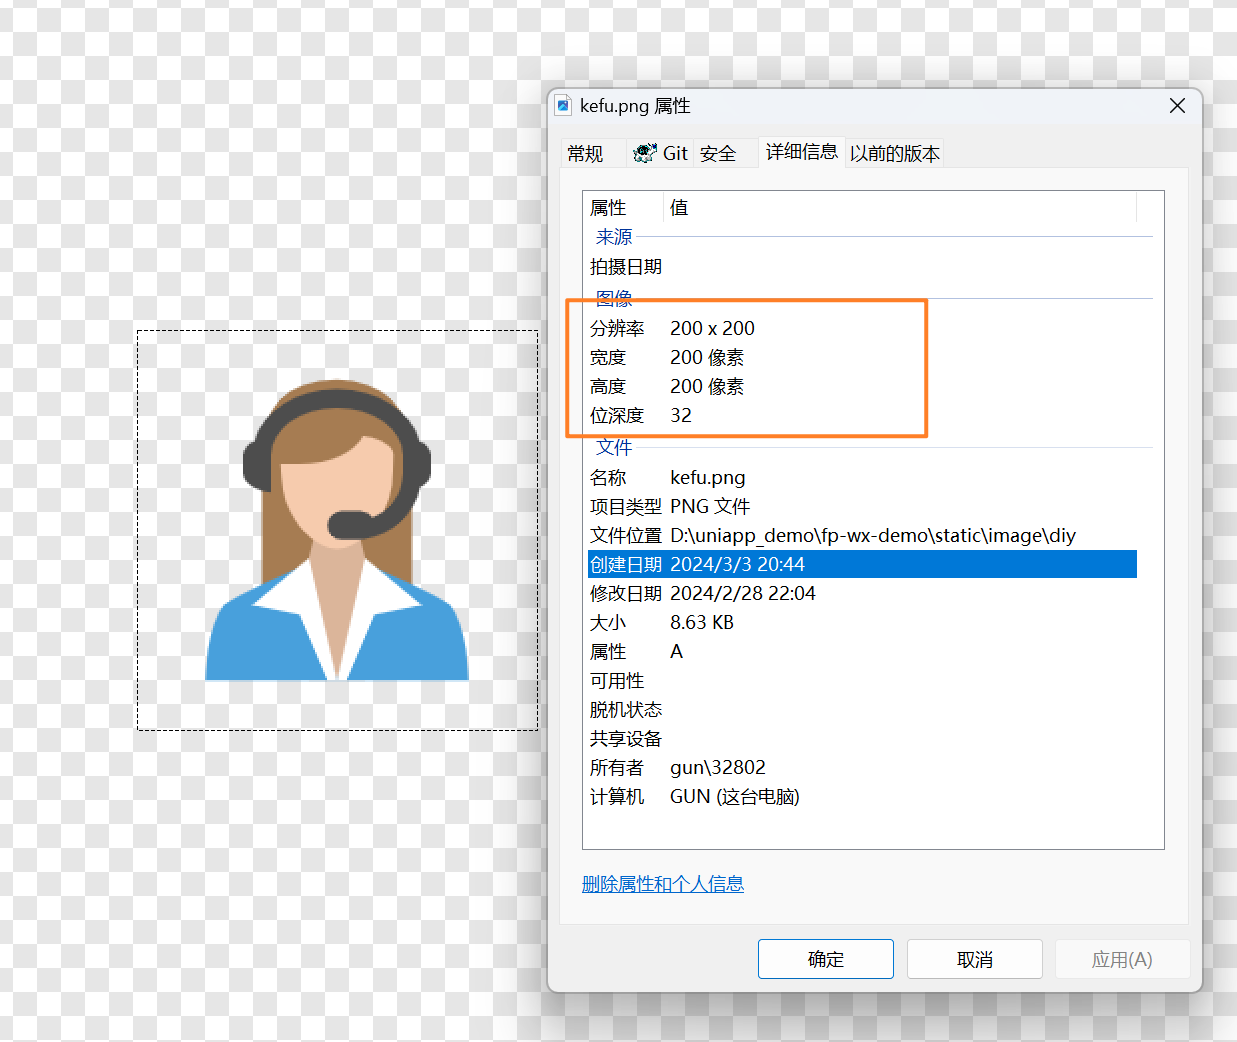 kefu.png 属性
常规 Git 安全 详细信息 以前的版本
属性 值
来源
拍摄日期
图像
分辨率 200 x 200
宽度 200 像素
高度 200 像素
位深度 32
文件
名称 kefu.png
项目类型 PNG 文件
文件位置 D:\uniapp_demo\fp-wx-demo\static\image\diy
创建日期 2024/3/3 20:44
修改日期 2024/2/28 22:04
大小 8.63 KB
属性 A
可用性
脱机状态
共享设备
所有者 gun\32802
计算机 GUN (这台电脑)
删除属性和个人信息
确定 取消 应用(A)